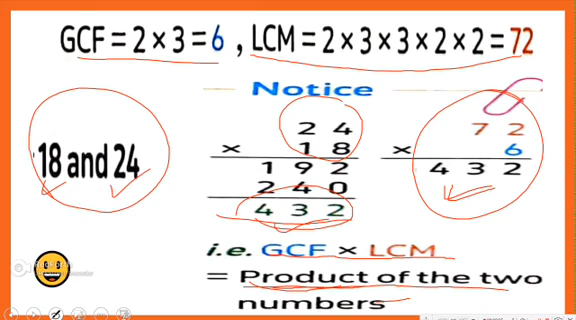 GCF = 2 × 3 = 6 , LCM = 2 × 3 × 3 × 2 × 2 = 72
Notice
18 and 24
2 4
× 1 8
1 9 2
2 4 0
4 3 2
7 2
× 6
4 3 2
i.e. GCF × LCM
= Product of the two
numbers